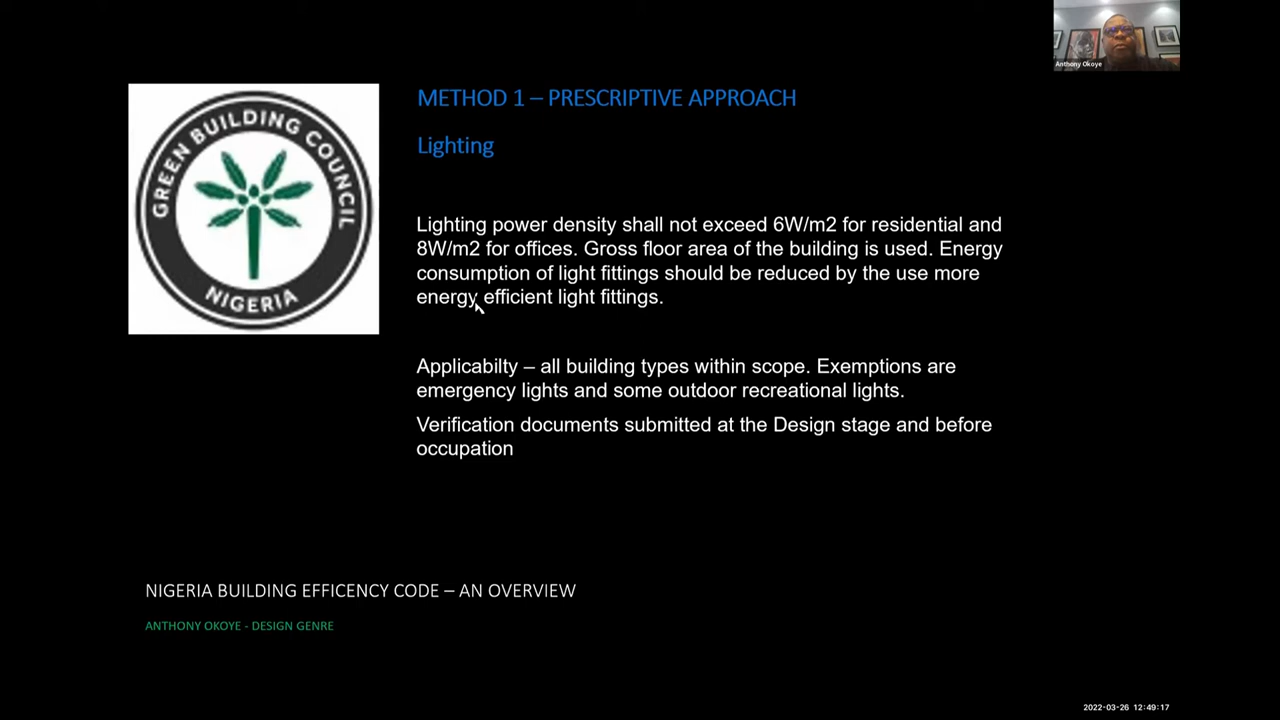 Anthony Okoye
GREEN BUILDING COUNCIL
NIGERIA
METHOD 1 – PRESCRIPTIVE APPROACH
Lighting
Lighting power density shall not exceed 6W/m2 for residential and
8W/m2 for offices. Gross floor area of the building is used. Energy
consumption of light fittings should be reduced by the use more
energy efficient light fittings.
Applicabilty – all building types within scope. Exemptions are
emergency lights and some outdoor recreational lights.
Verification documents submitted at the Design stage and before
occupation
NIGERIA BUILDING EFFICENCY CODE – AN OVERVIEW
ANTHONY OKOYE - DESIGN GENRE
2022-03-26 12:49:17